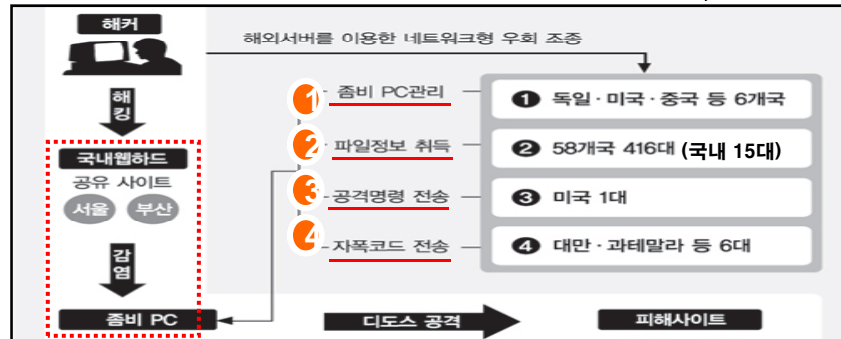 해커
해외서버를 이용한 네트워크형 우회 조종
해킹
1 좀비 PC관리
❶ 독일·미국·중국 등 6개국
2 파일정보 취득
❷ 58개국 416대 (국내 15대)
국내웹하드
공유 사이트
서울 부산
3 공격명령 전송
❸ 미국 1대
4 자폭코드 전송
❹ 대만·과테말라 등 6대
감염
좀비 PC
디도스 공격
피해사이트